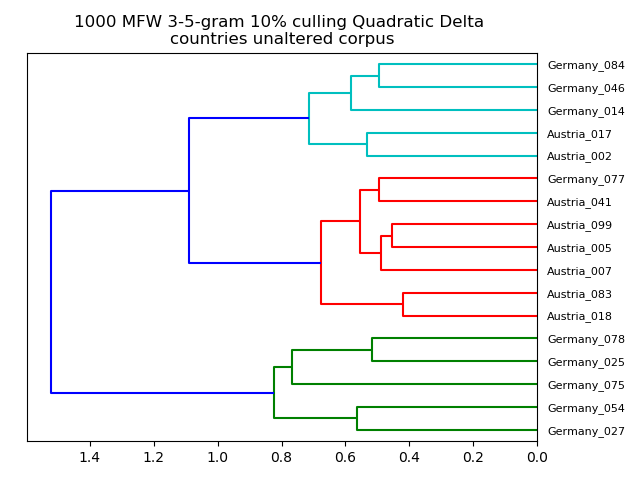 1000 MFW 3-5-gram 10% culling Quadratic Delta
countries unaltered corpus
Germany_084
Germany_046
Germany_014
Austria_017
Austria_002
Germany_077
Austria_041
Austria_099
Austria_005
Austria_007
Austria_083
Austria_018
Germany_078
Germany_025
Germany_075
Germany_054
Germany_027
1.4 1.2 1.0 0.8 0.6 0.4 0.2 0.0